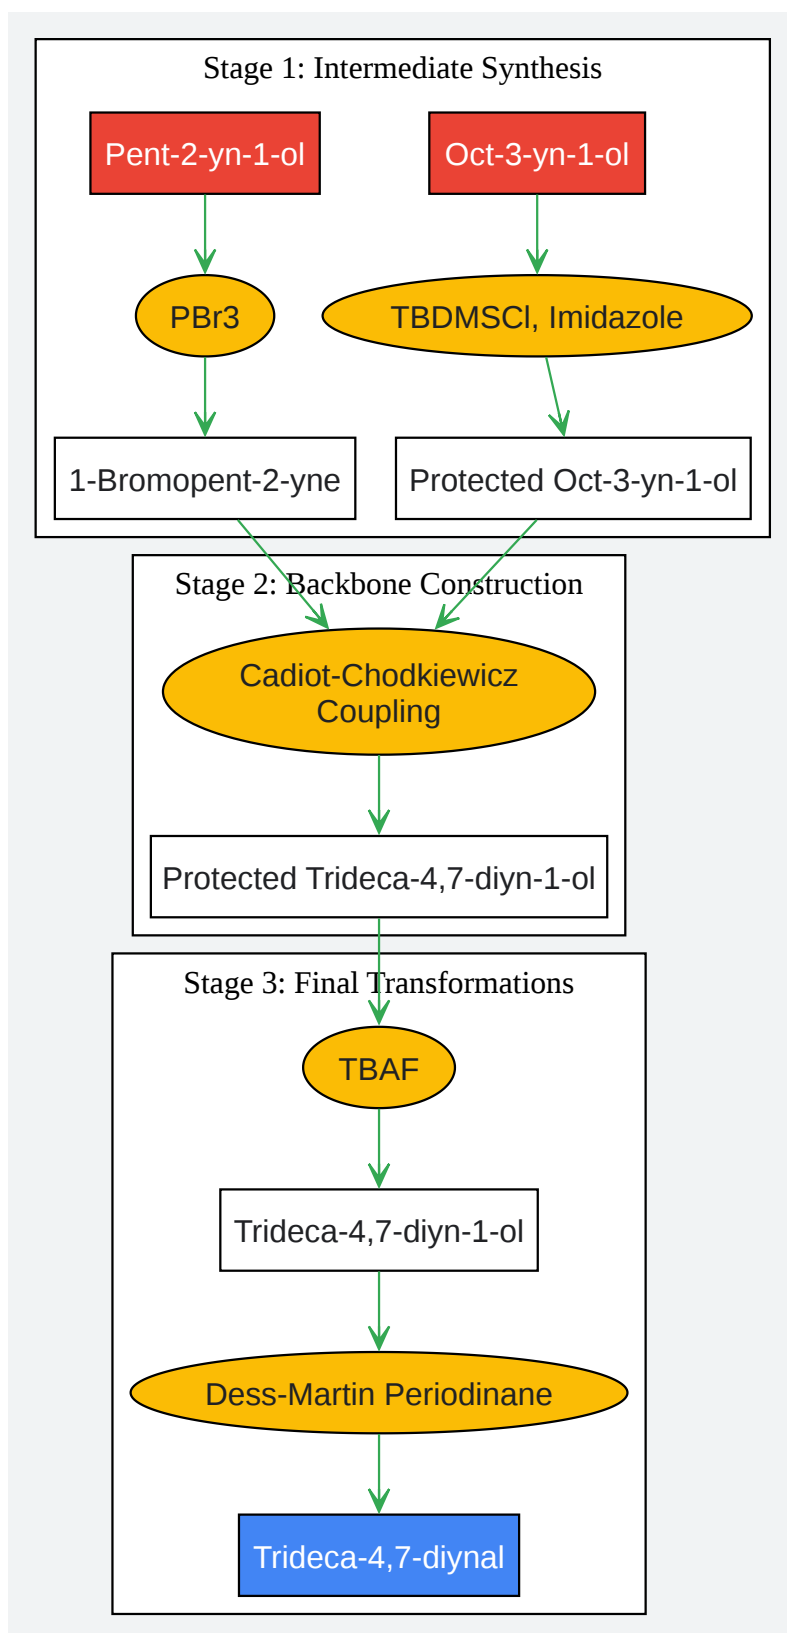 Stage 1: Intermediate Synthesis
Pent-2-yn-1-ol
Oct-3-yn-1-ol
PBr3
TBDMSCl, Imidazole
1-Bromopent-2-yne
Protected Oct-3-yn-1-ol
Stage 2: Backbone Construction
Cadiot-Chodkiewicz
Coupling
Protected Trideca-4,7-diyn-1-ol
Stage 3: Final Transformations
TBAF
Trideca-4,7-diyn-1-ol
Dess-Martin Periodinane
Trideca-4,7-diynal